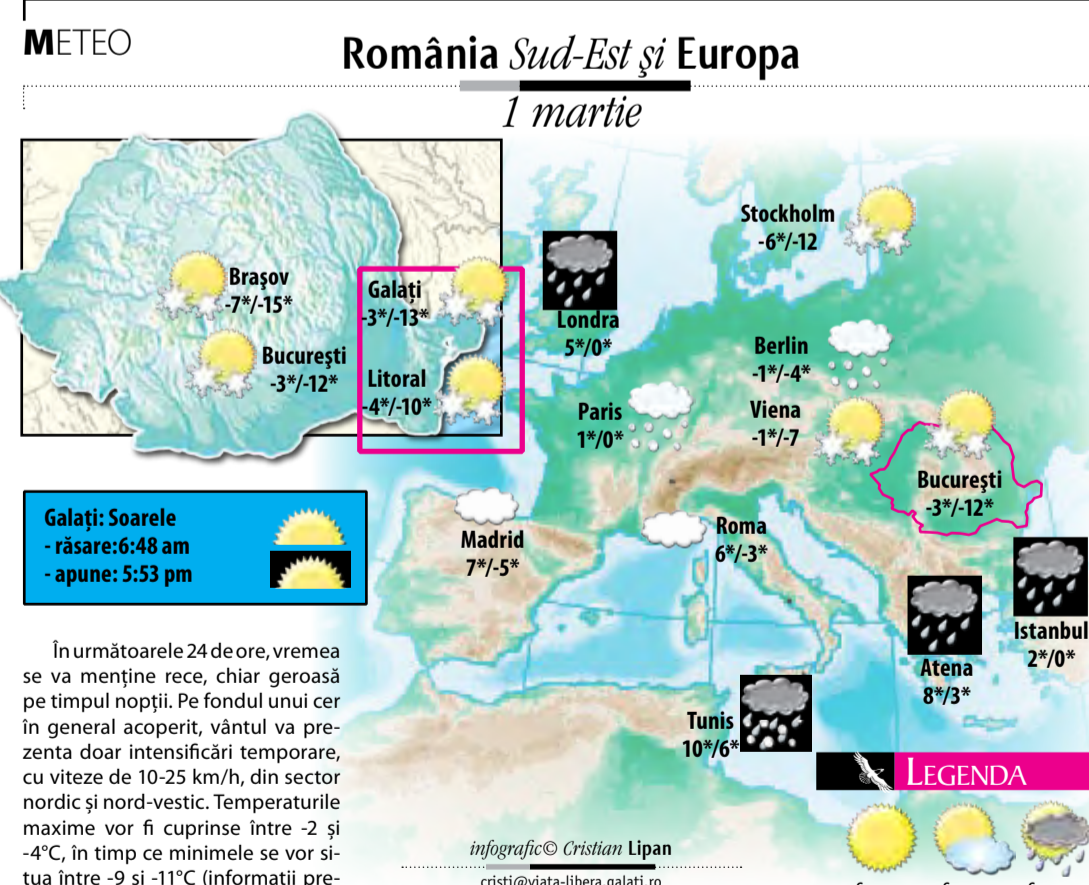 METEO
România Sud-Est şi Europa
1 martie
Stockholm
-6*/-12
Braşov
-7*/-15*
Galați
-3*/-13*
Londra
5*/0*
Bucureşti
-3*/-12*
Litoral
-4*/-10*
Berlin
-1*/-4*
Paris
1*/0*
Viena
-1*/-7
Bucureşti
-3*/-12*
Galați: Soarele
- răsare:6:48 am
- apune: 5:53 pm
Madrid
7*/-5*
Roma
6*/-3*
Istanbul
2*/0*
Atena
8*/3*
Tunis
10*/6*
În următoarele 24 de ore, vremea
se va menține rece, chiar geroasă
pe timpul nopții. Pe fondul unui cer
în general acoperit, vântul va pre-
zenta doar intensificări temporare,
cu viteze de 10-25 km/h, din sector
nordic și nord-vestic. Temperaturile
maxime vor fi cuprinse între -2 și
-4°C, în timp ce minimele se vor si-
tua între -9 și -11°C (informații pre-
LEGENDA
infografic© Cristian Lipan
cristi@viata-libera.galati.ro